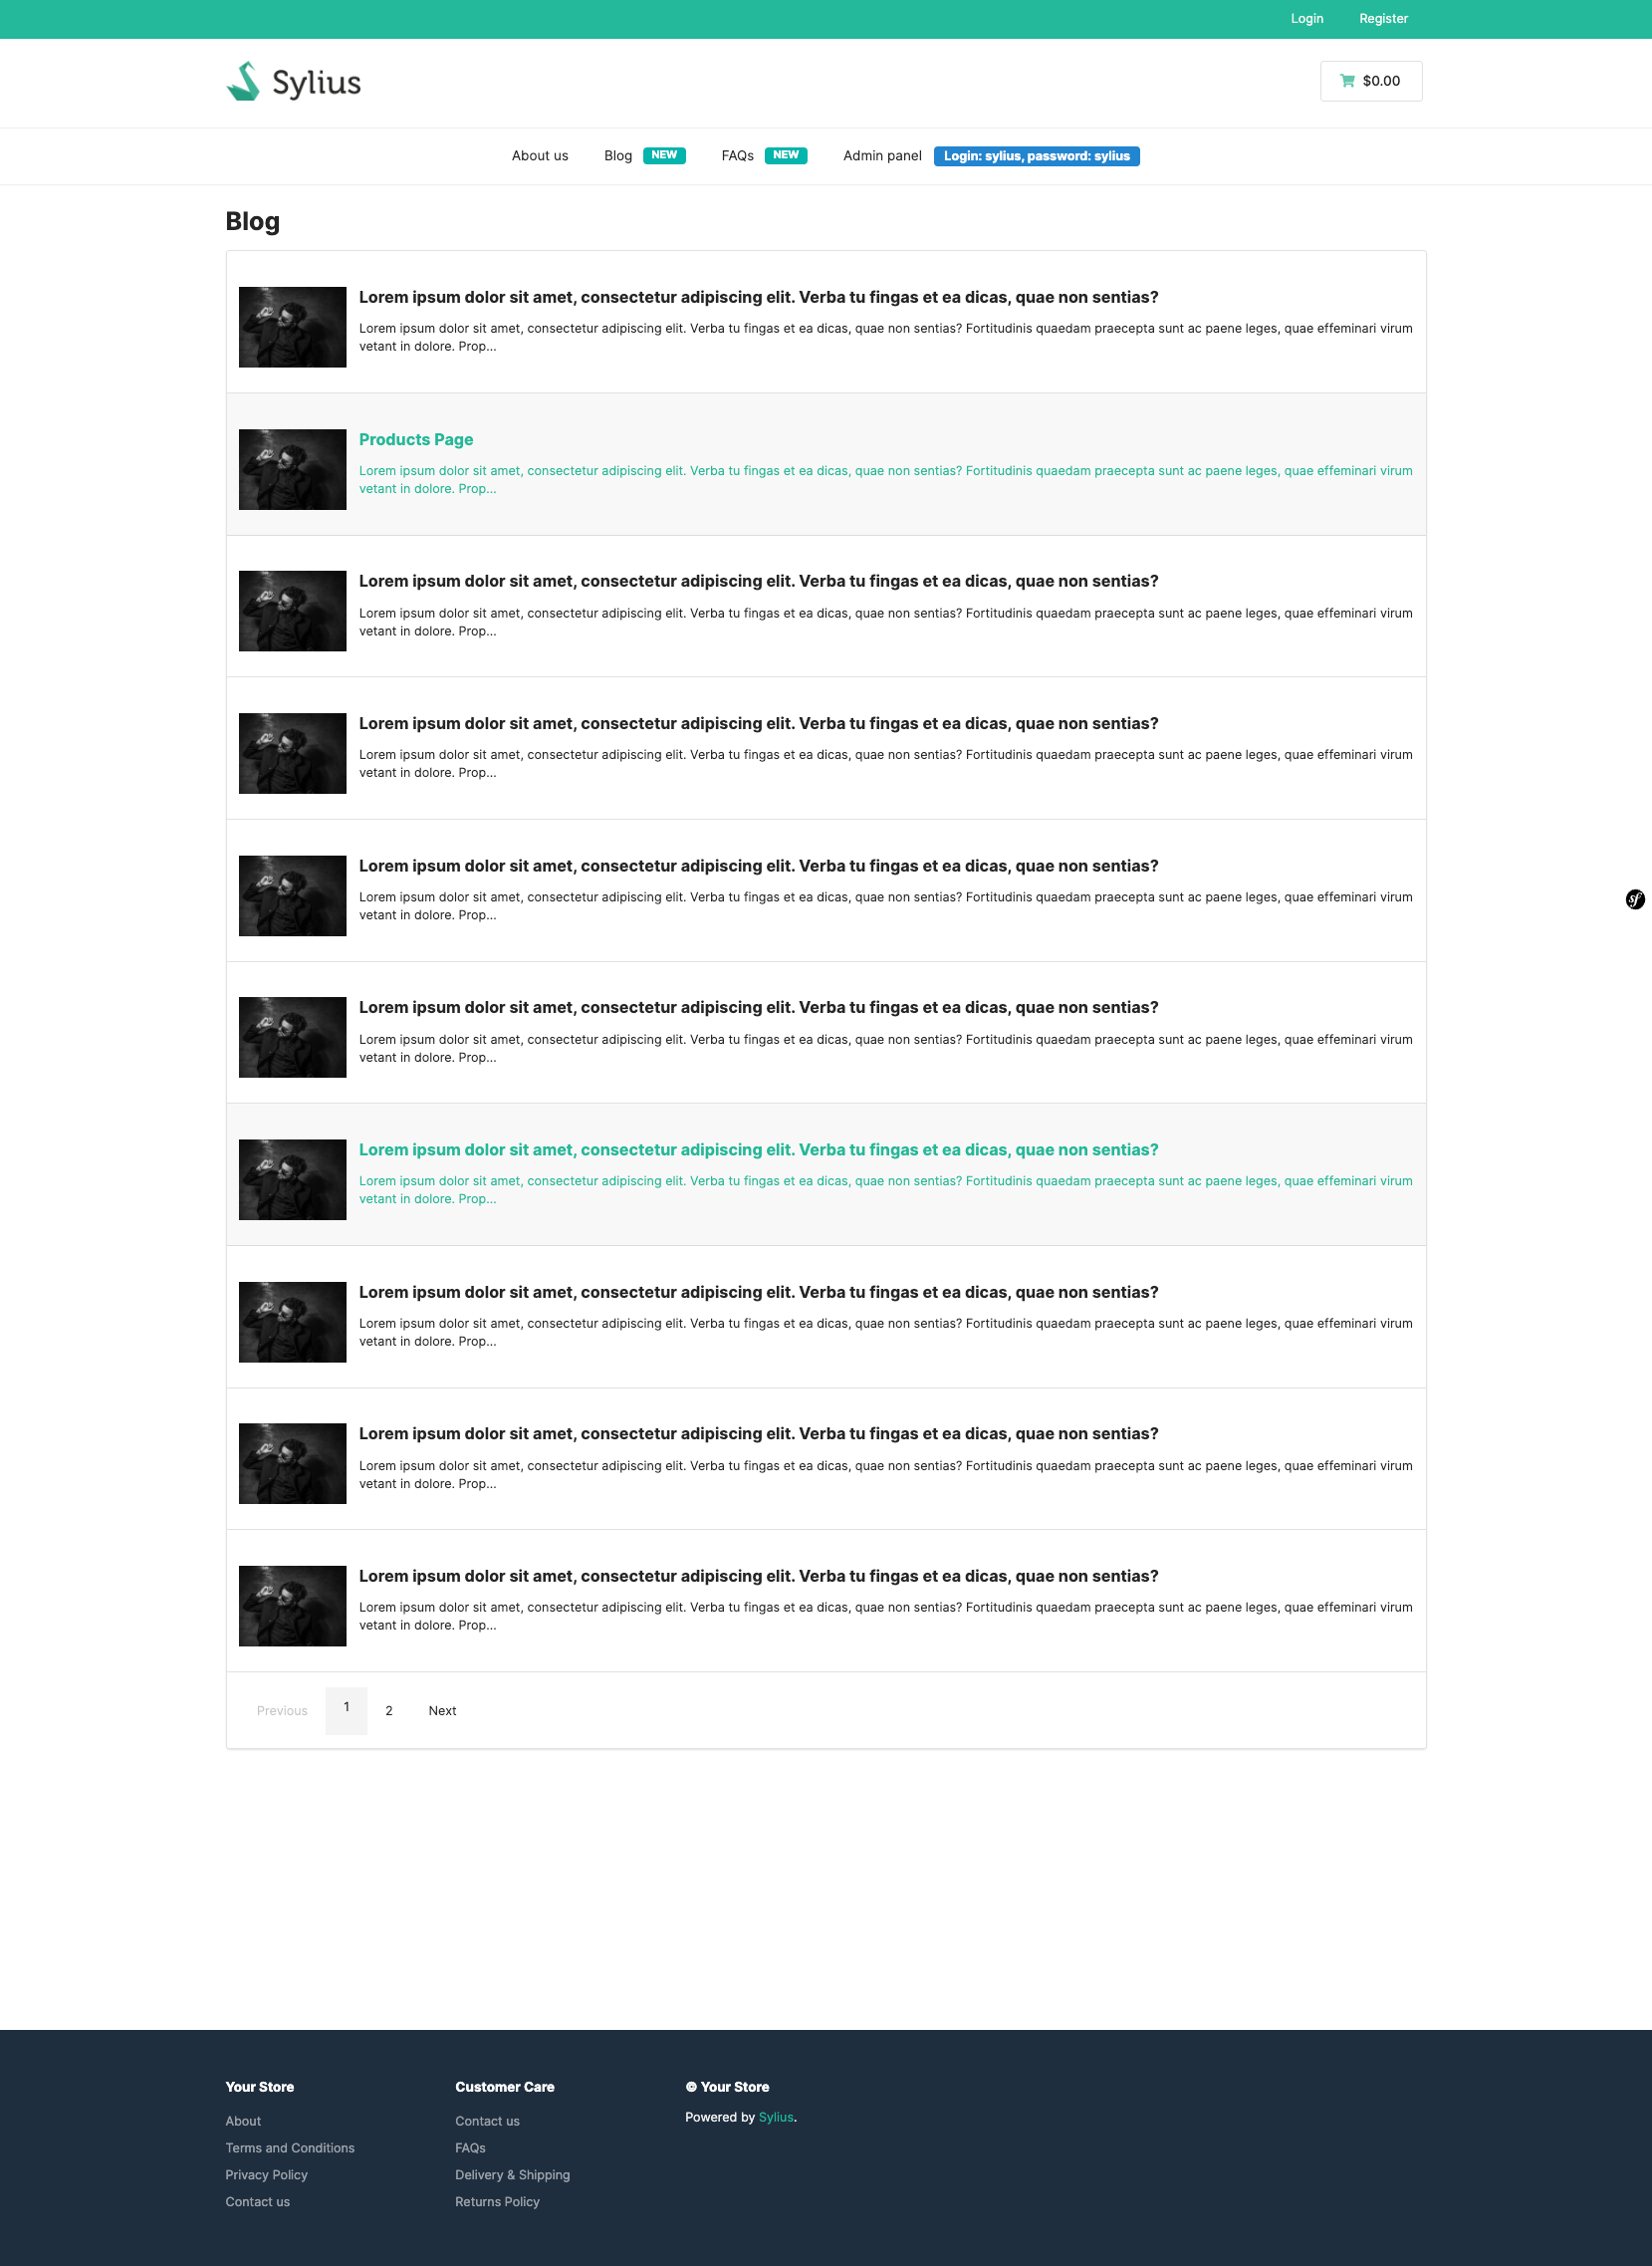 Login Register
Sylius
$0.00
About us Blog NEW FAQs NEW Admin panel Login: sylius, password: sylius
Blog
Lorem ipsum dolor sit amet, consectetur adipiscing elit. Verba tu fingas et ea dicas, quae non sentias?
Lorem ipsum dolor sit amet, consectetur adipiscing elit. Verba tu fingas et ea dicas, quae non sentias? Fortitudinis quaedam praecepta sunt ac paene leges, quae effeminari virum
vetant in dolore. Prop...
Products Page
Lorem ipsum dolor sit amet, consectetur adipiscing elit. Verba tu fingas et ea dicas, quae non sentias? Fortitudinis quaedam praecepta sunt ac paene leges, quae effeminari virum
vetant in dolore. Prop...
Lorem ipsum dolor sit amet, consectetur adipiscing elit. Verba tu fingas et ea dicas, quae non sentias?
Lorem ipsum dolor sit amet, consectetur adipiscing elit. Verba tu fingas et ea dicas, quae non sentias? Fortitudinis quaedam praecepta sunt ac paene leges, quae effeminari virum
vetant in dolore. Prop...
Lorem ipsum dolor sit amet, consectetur adipiscing elit. Verba tu fingas et ea dicas, quae non sentias?
Lorem ipsum dolor sit amet, consectetur adipiscing elit. Verba tu fingas et ea dicas, quae non sentias? Fortitudinis quaedam praecepta sunt ac paene leges, quae effeminari virum
vetant in dolore. Prop...
Lorem ipsum dolor sit amet, consectetur adipiscing elit. Verba tu fingas et ea dicas, quae non sentias?
Lorem ipsum dolor sit amet, consectetur adipiscing elit. Verba tu fingas et ea dicas, quae non sentias? Fortitudinis quaedam praecepta sunt ac paene leges, quae effeminari virum
vetant in dolore. Prop...
Lorem ipsum dolor sit amet, consectetur adipiscing elit. Verba tu fingas et ea dicas, quae non sentias?
Lorem ipsum dolor sit amet, consectetur adipiscing elit. Verba tu fingas et ea dicas, quae non sentias? Fortitudinis quaedam praecepta sunt ac paene leges, quae effeminari virum
vetant in dolore. Prop...
Lorem ipsum dolor sit amet, consectetur adipiscing elit. Verba tu fingas et ea dicas, quae non sentias?
Lorem ipsum dolor sit amet, consectetur adipiscing elit. Verba tu fingas et ea dicas, quae non sentias? Fortitudinis quaedam praecepta sunt ac paene leges, quae effeminari virum
vetant in dolore. Prop...
Lorem ipsum dolor sit amet, consectetur adipiscing elit. Verba tu fingas et ea dicas, quae non sentias?
Lorem ipsum dolor sit amet, consectetur adipiscing elit. Verba tu fingas et ea dicas, quae non sentias? Fortitudinis quaedam praecepta sunt ac paene leges, quae effeminari virum
vetant in dolore. Prop...
Lorem ipsum dolor sit amet, consectetur adipiscing elit. Verba tu fingas et ea dicas, quae non sentias?
Lorem ipsum dolor sit amet, consectetur adipiscing elit. Verba tu fingas et ea dicas, quae non sentias? Fortitudinis quaedam praecepta sunt ac paene leges, quae effeminari virum
vetant in dolore. Prop...
Lorem ipsum dolor sit amet, consectetur adipiscing elit. Verba tu fingas et ea dicas, quae non sentias?
Lorem ipsum dolor sit amet, consectetur adipiscing elit. Verba tu fingas et ea dicas, quae non sentias? Fortitudinis quaedam praecepta sunt ac paene leges, quae effeminari virum
vetant in dolore. Prop...
Previous 1 2 Next
sf
Your Store
About
Terms and Conditions
Privacy Policy
Contact us
Customer Care
Contact us
FAQs
Delivery & Shipping
Returns Policy
© Your Store
Powered by Sylius.